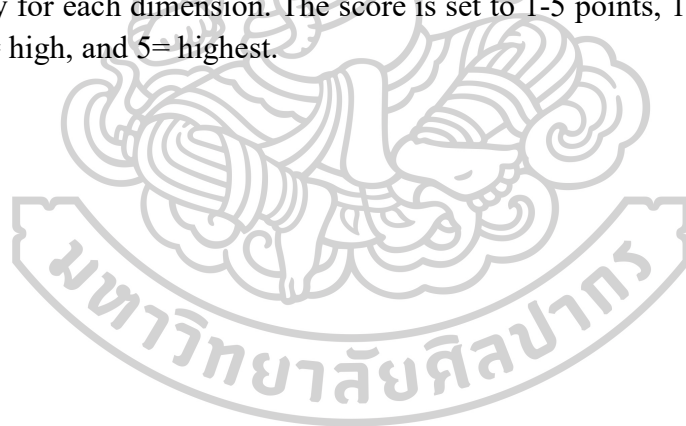 y for each dimension. The score is set to 1-5 points, 1
high, and 5= highest.
มหาวิทยาลัยศิลปากร